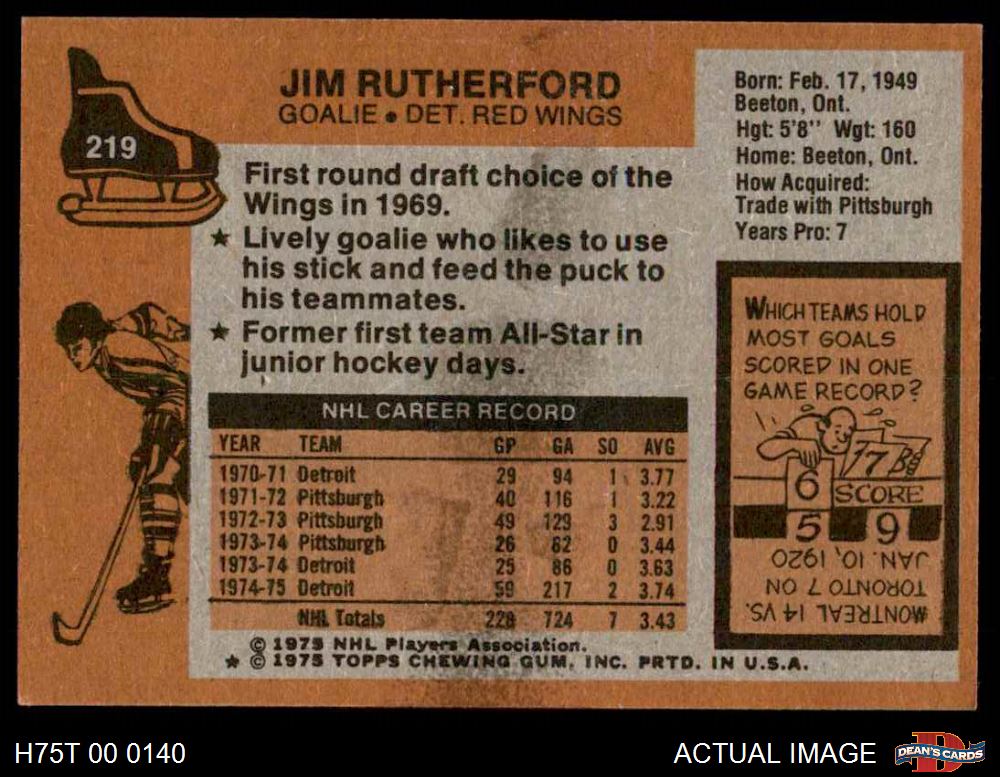 219
JIM RUTHERFORD
GOALIE • DET. RED WINGS
First round draft choice of the
Wings in 1969.
★ Lively goalie who likes to use
his stick and feed the puck to
his teammates.
★ Former first team All-Star in
junior hockey days.
Born: Feb. 17, 1949
Beeton, Ont.
Hgt: 5'8" Wgt: 160
Home: Beeton, Ont.
How Acquired:
Trade with Pittsburgh
Years Pro: 7
NHL CAREER RECORD
YEAR TEAM GP GA SO AVG
1970-71 Detroit 29 94 1 3.77
1971-72 Pittsburgh 40 116 1 3.22
1972-73 Pittsburgh 49 129 3 2.91
1973-74 Pittsburgh 26 82 0 3.44
1973-74 Detroit 25 86 0 3.63
1974-75 Detroit 59 217 2 3.74
NHL Totals 228 724 7 3.43
© 1975 NHL Players Association.
★ © 1975 TOPPS CHEWING GUM, INC. PRTD. IN U.S.A.
WHICH TEAMS HOLD
MOST GOALS
SCORED IN ONE
GAME RECORD?
7 8
6 SCORE
5 9
MONTREAL 14 VS.
TORONTO 7 ON
JAN. 10, 1920
H75T 00 0140
ACTUAL IMAGE
DEAN'S CARDS